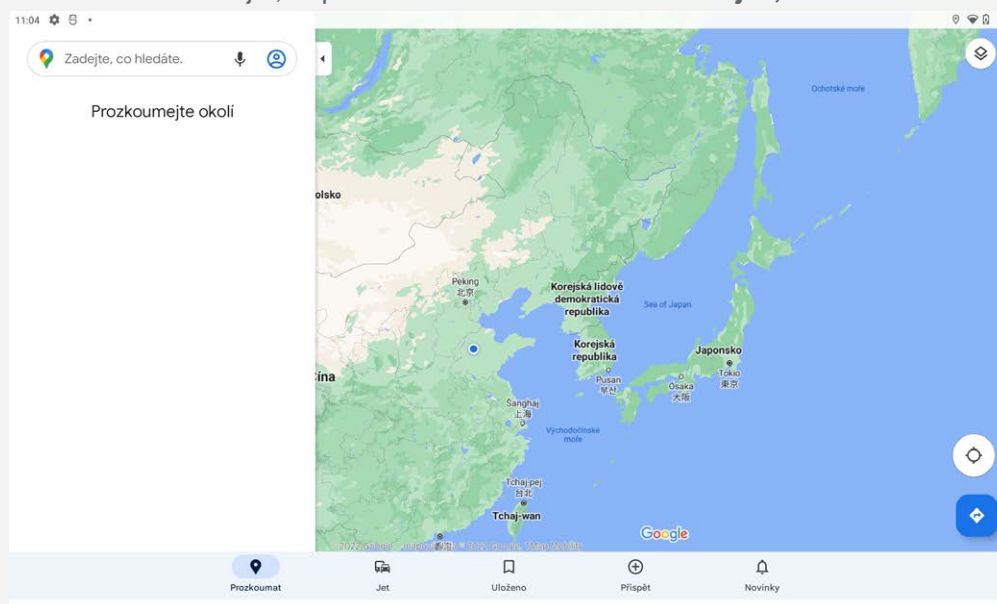 11:04
Zadejte, co hledáte.
Prozkoumejte okolí
Ochotské moře
olsko
Peking
北京
Korejská lidově
demokratická
republika
Sea of Japan
Korejská
republika
Japonsko
Tokio
東京
Pusan
부산
Ósaka
大阪
ína
Šanghaj
上海
Východočínské
moře
Tchaj-pej
台北
Tchaj-wan
Google
Prozkoumat
Jet
Uloženo
Přispět
Novinky